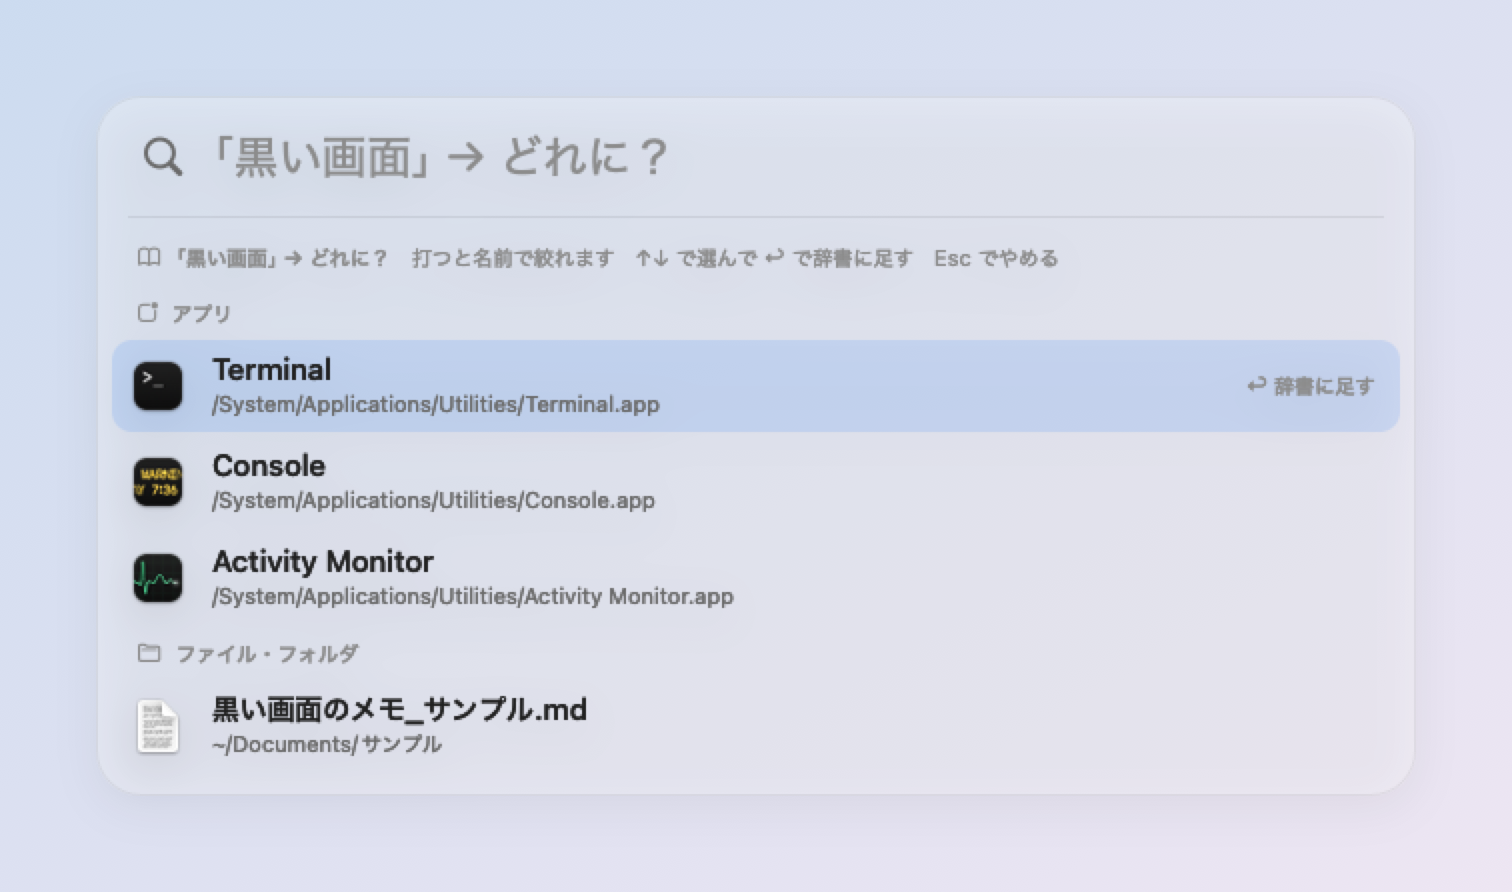 「黒い画面」→ どれに？
「黒い画面」→ どれに？ 打つと名前で絞れます ↑↓ で選んで ↩ で辞書に足す Esc でやめる
アプリ
Terminal
/System/Applications/Utilities/Terminal.app
↩ 辞書に足す
Console
/System/Applications/Utilities/Console.app
Activity Monitor
/System/Applications/Utilities/Activity Monitor.app
ファイル・フォルダ
黒い画面のメモ_サンプル.md
~/Documents/サンプル